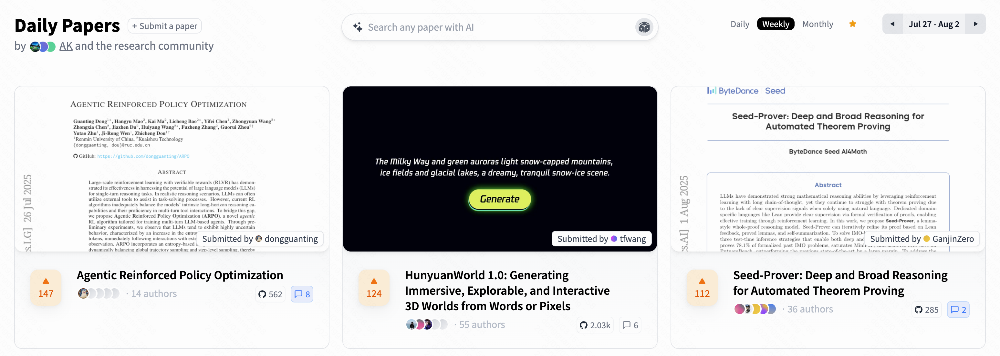 Daily Papers
+ Submit a paper
by AK and the research community
Search any paper with AI
Daily
Weekly
Monthly
Jul 27 - Aug 2
AGENTIC REINFORCED POLICY OPTIMIZATION
Guanting Dong1*, Hangyu Mao2, Kai Ma2, Licheng Bao2*, Yifei Chen1, Zhongyuan Wang2*
Zhongxia Chen2, Jiazhen Du2, Huiyang Wang2*, Fuzheng Zhang2, Guorui Zhou2†
Yutao Zhu1, Ji-Rong Wen1, Zhicheng Dou1†
1Renmin University of China, 2Kuaishou Technology
{dongguanting, dou}@ruc.edu.cn
GitHub: https://github.com/dongguanting/ARPO
ABSTRACT
Large-scale reinforcement learning with verifiable rewards (RLVR) has demon-
strated its effectiveness in harnessing the potential of large language models (LLMs)
for single-turn reasoning tasks. In realistic reasoning scenarios, LLMs can often
utilize external tools to assist in task-solving processes. However, current RL
algorithms inadequately balance the models' intrinsic long-horizon reasoning ca-
pabilities and their proficiency in multi-turn tool interactions. To bridge this gap,
we propose Agentic Reinforced Policy Optimization (ARPO), a novel agentic
RL algorithm tailored for training multi-turn LLM-based agents. Through pre-
liminary experiments, we observe that LLMs tend to exhibit highly uncertain
behavior, characterized by an increase in the entro
tokens, immediately following interactions with exte
observation, ARPO incorporates an entropy-based
dynamically balancing global trajectory sampling and step-level sampling, thereby
s.LG] 26 Jul 2025
Submitted by dongguanting
147
Agentic Reinforced Policy Optimization
· 14 authors
562
8
The Milky Way and green auroras light snow-capped mountains,
ice fields and glacial lakes, a dreamy, tranquil snow-ice scene.
Generate
Submitted by tfwang
124
HunyuanWorld 1.0: Generating
Immersive, Explorable, and Interactive
3D Worlds from Words or Pixels
· 55 authors
2.03k
6
ByteDance | Seed
Seed-Prover: Deep and Broad Reasoning for
Automated Theorem Proving
ByteDance Seed AI4Math
Abstract
LLMs have demonstrated strong mathematical reasoning abilities by leveraging reinforcement
learning with long chain-of-thought, yet they continue to struggle with theorem proving due
to the lack of clear supervision signals when solely using natural language. Dedicated domain-
specific languages like Lean provide clear supervision via formal verification of proofs, enabling
effective training through reinforcement learning. In this work, we propose Seed-Prover, a lemma-
style whole-proof reasoning model. Seed-Prover can iteratively refine its proof based on Lean
feedback, proved lemmas, and self-summarization. To solve IMO-l
three test-time inference strategies that enable both deep and
proves 78.1% of formalized past IMO problems, saturates
PutnamBench, outperforming the previous state-of-the-art by a large margin. To address the
cs.AI] 1 Aug 2025
Submitted by GanjinZero
112
Seed-Prover: Deep and Broad Reasoning
for Automated Theorem Proving
· 36 authors
285
2